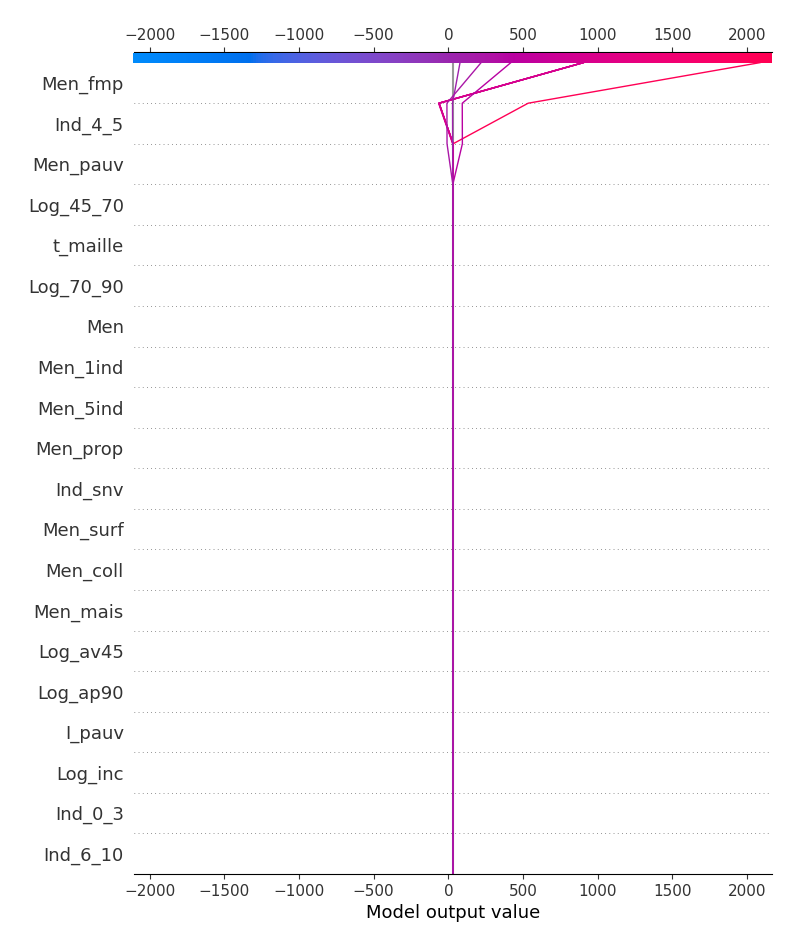 −2000 −1500 −1000 −500 0 500 1000 1500 2000
Men_fmp
Ind_4_5
Men_pauv
Log_45_70
t_maille
Log_70_90
Men
Men_1ind
Men_5ind
Men_prop
Ind_snv
Men_surf
Men_coll
Men_mais
Log_av45
Log_ap90
I_pauv
Log_inc
Ind_0_3
Ind_6_10
−2000 −1500 −1000 −500 0 500 1000 1500 2000
Model output value